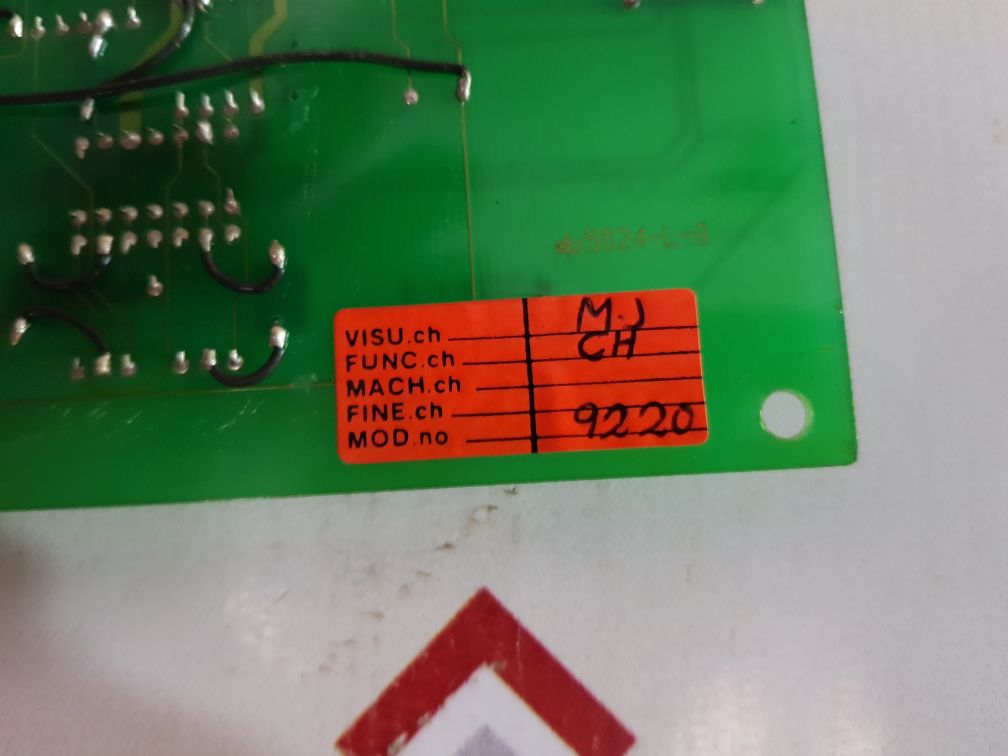 5024-L-0
VISU.ch M.J
FUNC.ch CH
MACH.ch
FINE.ch
MOD.no 9220